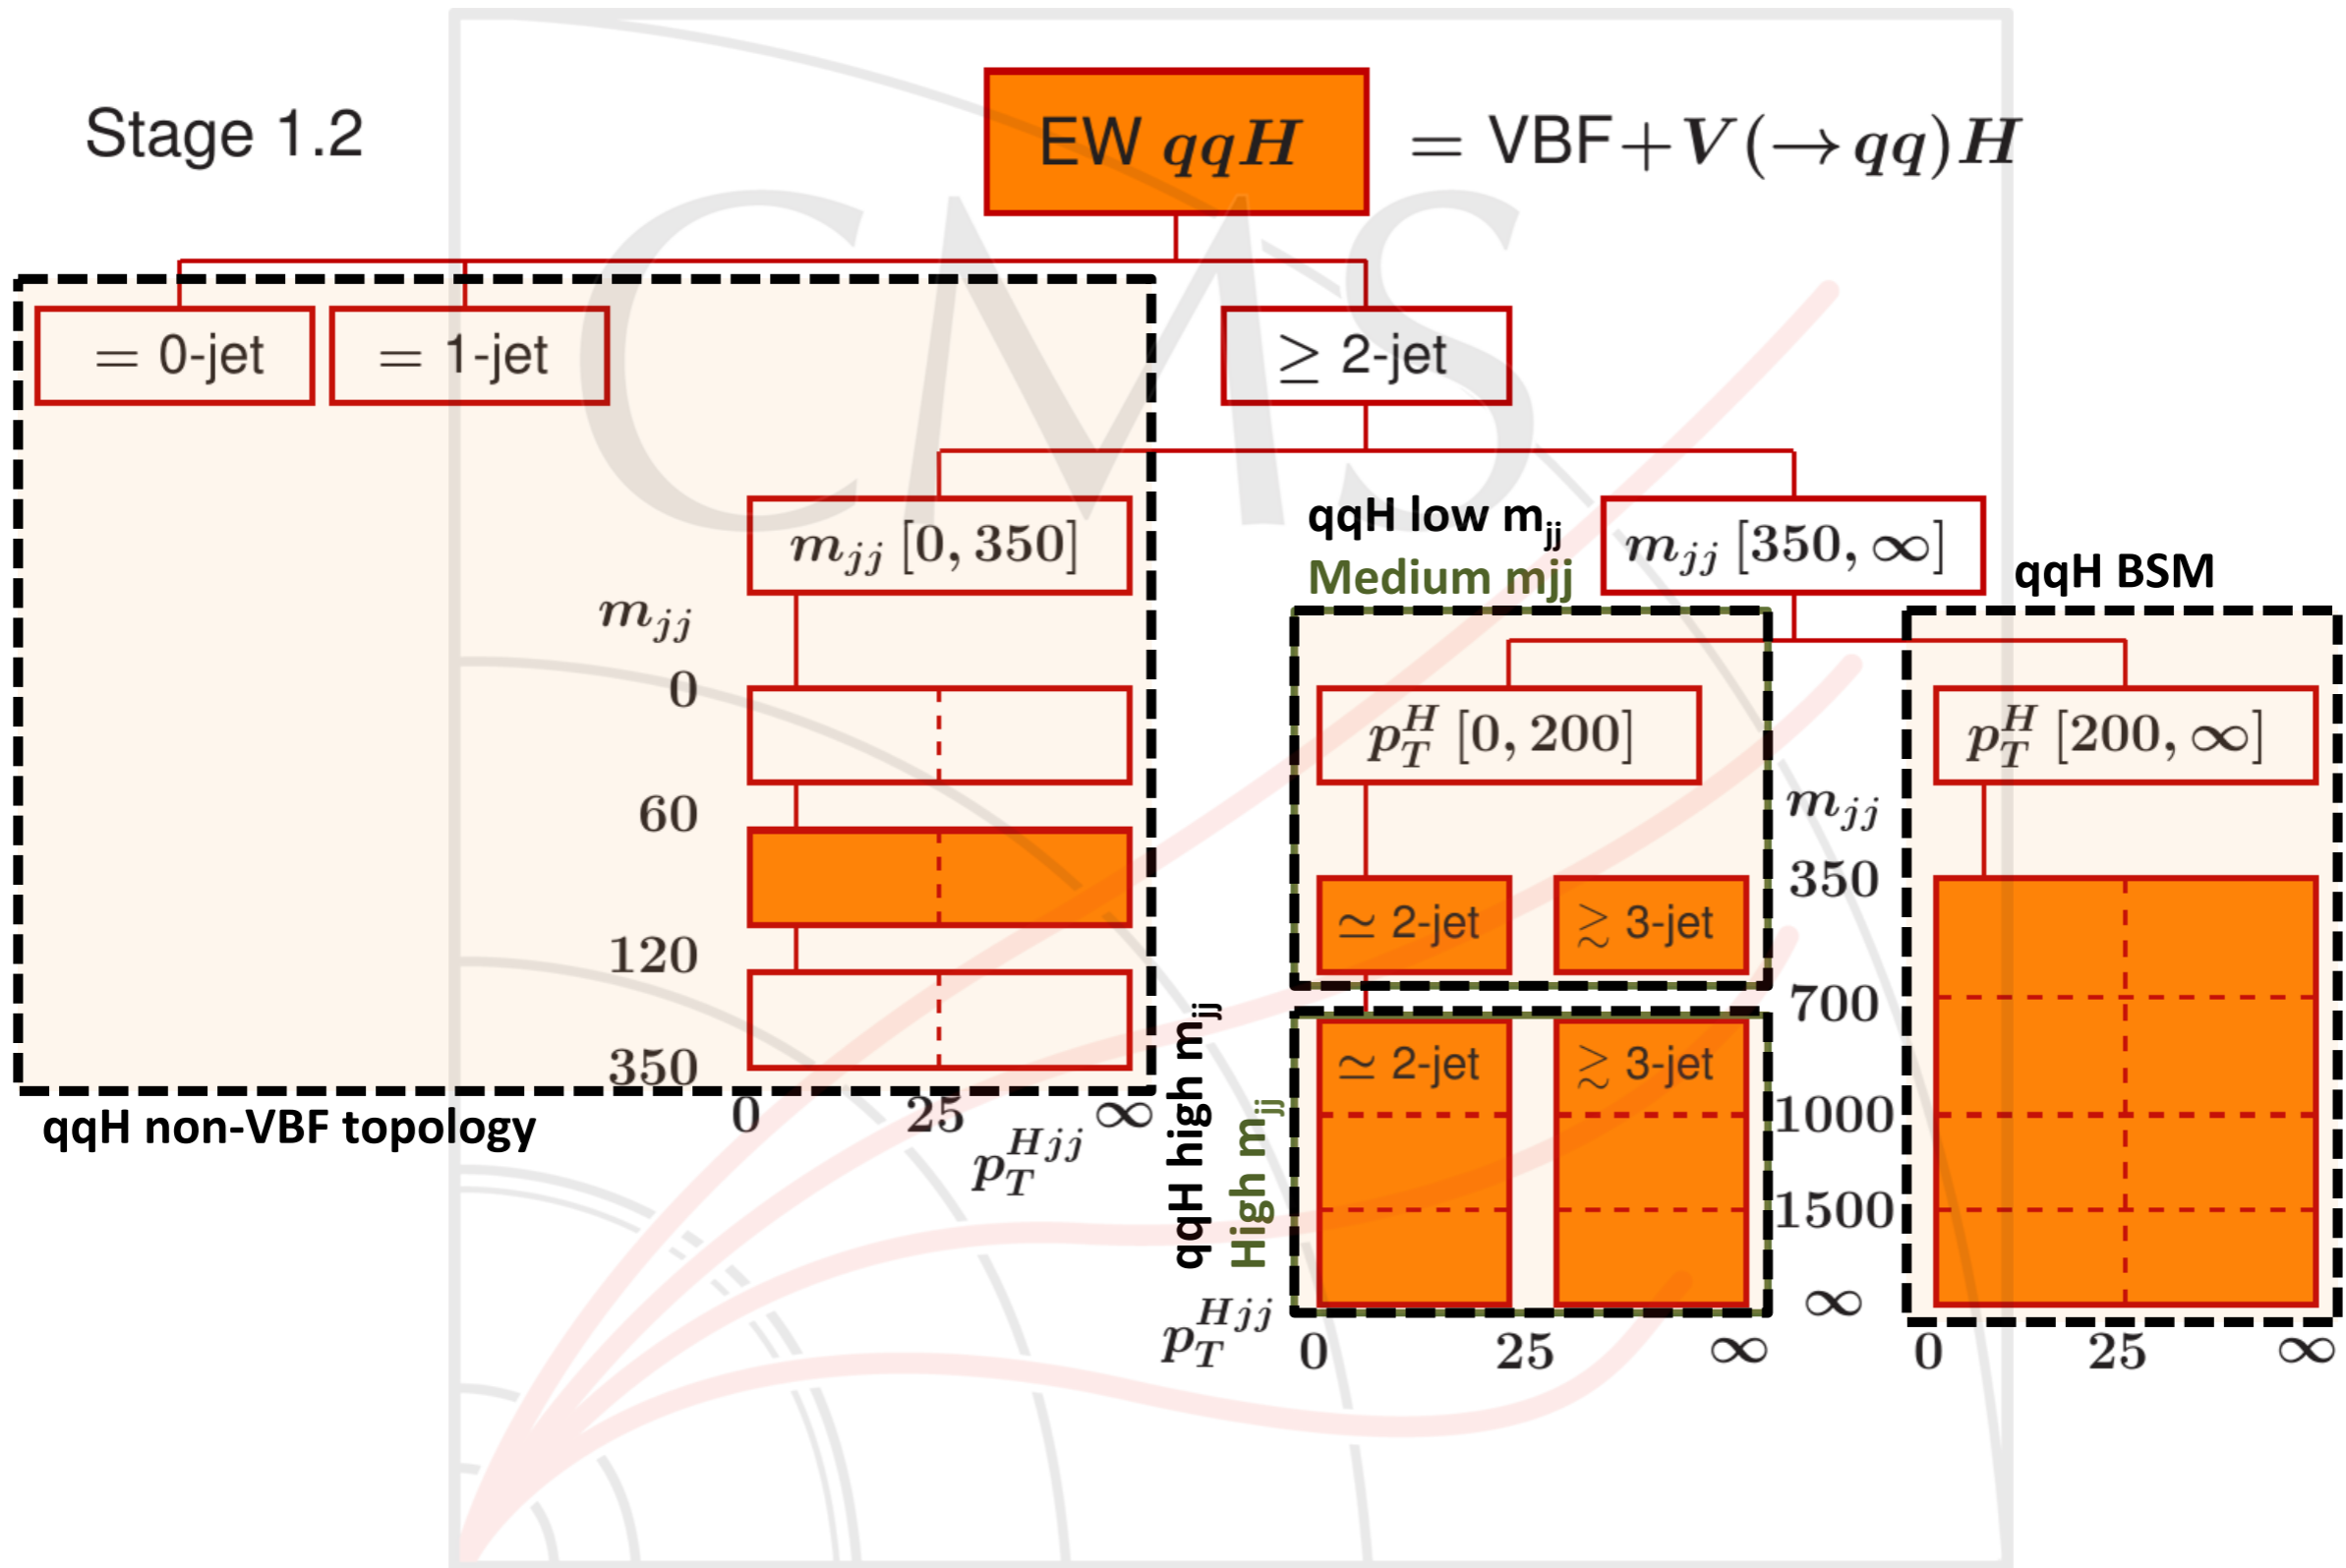 Stage 1.2
EW qqH
= VBF+V(→qq)H
CMS
= 0-jet
= 1-jet
≥ 2-jet
m_jj [0, 350]
qqH low m_jj
Medium mjj
m_jj [350, ∞]
qqH BSM
m_jj
0
60
120
350
0
25
∞
p_T^Hjj
qqH non-VBF topology
p_T^H [0, 200]
≃ 2-jet
≳ 3-jet
qqH high m_jj
High m_jj
≃ 2-jet
≳ 3-jet
p_T^Hjj
0
25
∞
m_jj
350
700
1000
1500
∞
p_T^H [200, ∞]
0
25
∞